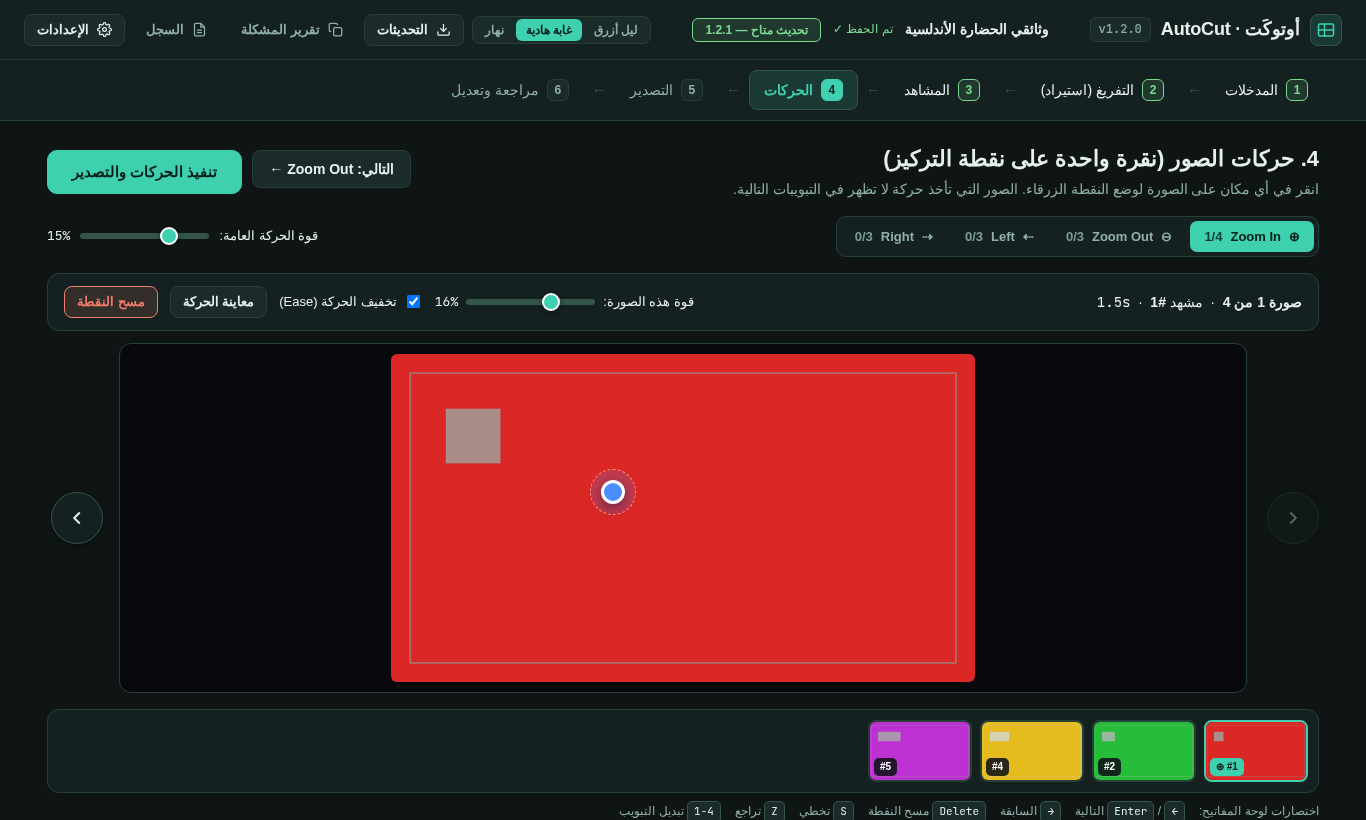 أوتوكَت · AutoCut v1.2.0 وثائقي الحضارة الأندلسية تم الحفظ ✓ تحديث متاح — 1.2.1 ليل أزرق غابة هادية نهار التحديثات تقرير المشكلة السجل الإعدادات
1 المدخلات ← 2 التفريغ (استيراد) ← 3 المشاهد ← 4 الحركات ← 5 التصدير ← 6 مراجعة وتعديل
4. حركات الصور (نقرة واحدة على نقطة التركيز)
التالي: Zoom Out ← تنفيذ الحركات والتصدير
انقر في أي مكان على الصورة لوضع النقطة الزرقاء. الصور التي تأخذ حركة لا تظهر في التبويبات التالية.
⊕ Zoom In 1/4 ⊖ Zoom Out 0/3 ⇠ Left 0/3 ⇢ Right 0/3 قوة الحركة العامة: 15%
صورة 1 من 4 · مشهد #1 · 1.5s قوة هذه الصورة: 16% تخفيف الحركة (Ease) معاينة الحركة مسح النقطة
⊕ #1 #2 #4 #5
اختصارات لوحة المفاتيح: ← / Enter التالية → السابقة Delete مسح النقطة S تخطي Z تراجع 1-4 تبديل التبويب